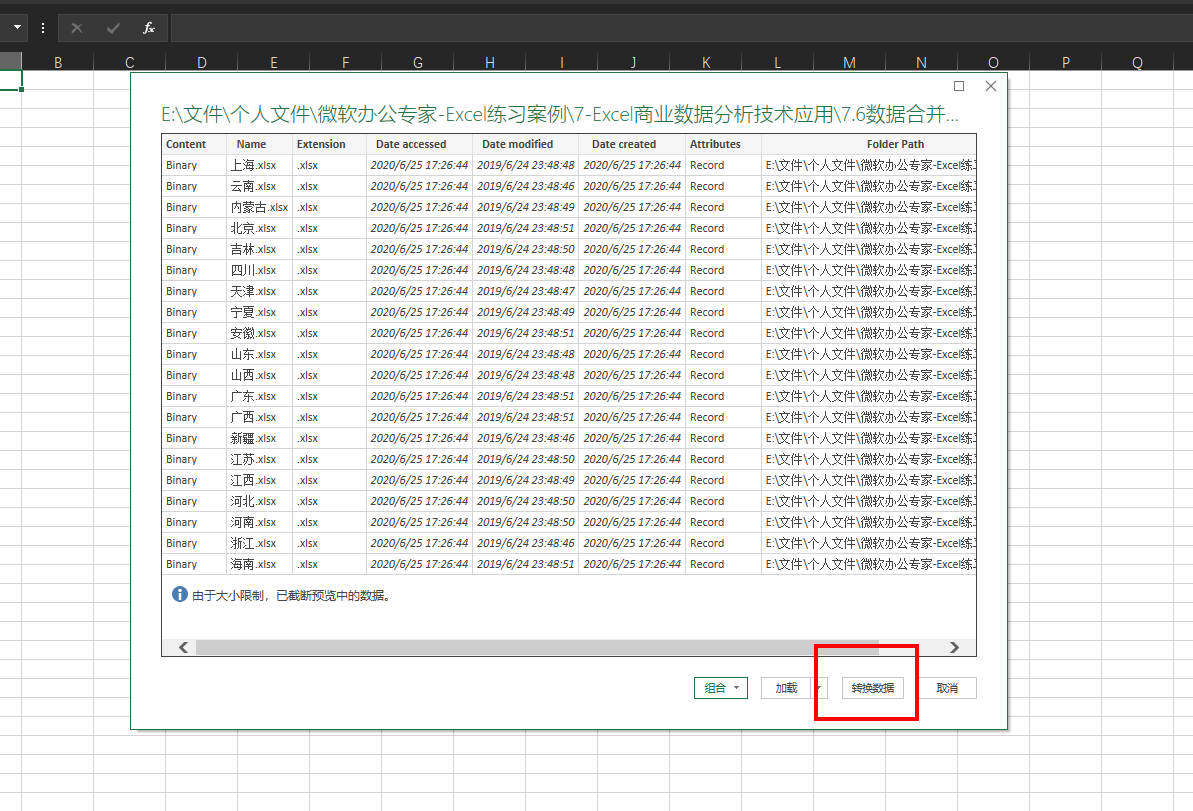 fx
B C D E F G H I J K L M N O P Q
E:\文件\个人文件\微软办公专家-Excel练习案例\7-Excel商业数据分析技术应用\7.6数据合并...
Content Name Extension Date accessed Date modified Date created Attributes Folder Path
Binary 上海.xlsx .xlsx 2020/6/25 17:26:44 2019/6/24 23:48:48 2020/6/25 17:26:44 Record E:\文件\个人文件\微软办公专家-Excel练
Binary 云南.xlsx .xlsx 2020/6/25 17:26:44 2019/6/24 23:48:46 2020/6/25 17:26:44 Record E:\文件\个人文件\微软办公专家-Excel练
Binary 内蒙古.xlsx .xlsx 2020/6/25 17:26:44 2019/6/24 23:48:49 2020/6/25 17:26:44 Record E:\文件\个人文件\微软办公专家-Excel练
Binary 北京.xlsx .xlsx 2020/6/25 17:26:44 2019/6/24 23:48:51 2020/6/25 17:26:44 Record E:\文件\个人文件\微软办公专家-Excel练
Binary 吉林.xlsx .xlsx 2020/6/25 17:26:44 2019/6/24 23:48:50 2020/6/25 17:26:44 Record E:\文件\个人文件\微软办公专家-Excel练
Binary 四川.xlsx .xlsx 2020/6/25 17:26:44 2019/6/24 23:48:48 2020/6/25 17:26:44 Record E:\文件\个人文件\微软办公专家-Excel练
Binary 天津.xlsx .xlsx 2020/6/25 17:26:44 2019/6/24 23:48:47 2020/6/25 17:26:44 Record E:\文件\个人文件\微软办公专家-Excel练
Binary 宁夏.xlsx .xlsx 2020/6/25 17:26:44 2019/6/24 23:48:49 2020/6/25 17:26:44 Record E:\文件\个人文件\微软办公专家-Excel练
Binary 安徽.xlsx .xlsx 2020/6/25 17:26:44 2019/6/24 23:48:51 2020/6/25 17:26:44 Record E:\文件\个人文件\微软办公专家-Excel练
Binary 山东.xlsx .xlsx 2020/6/25 17:26:44 2019/6/24 23:48:48 2020/6/25 17:26:44 Record E:\文件\个人文件\微软办公专家-Excel练
Binary 山西.xlsx .xlsx 2020/6/25 17:26:44 2019/6/24 23:48:48 2020/6/25 17:26:44 Record E:\文件\个人文件\微软办公专家-Excel练
Binary 广东.xlsx .xlsx 2020/6/25 17:26:44 2019/6/24 23:48:51 2020/6/25 17:26:44 Record E:\文件\个人文件\微软办公专家-Excel练
Binary 广西.xlsx .xlsx 2020/6/25 17:26:44 2019/6/24 23:48:51 2020/6/25 17:26:44 Record E:\文件\个人文件\微软办公专家-Excel练
Binary 新疆.xlsx .xlsx 2020/6/25 17:26:44 2019/6/24 23:48:46 2020/6/25 17:26:44 Record E:\文件\个人文件\微软办公专家-Excel练
Binary 江苏.xlsx .xlsx 2020/6/25 17:26:44 2019/6/24 23:48:50 2020/6/25 17:26:44 Record E:\文件\个人文件\微软办公专家-Excel练
Binary 江西.xlsx .xlsx 2020/6/25 17:26:44 2019/6/24 23:48:49 2020/6/25 17:26:44 Record E:\文件\个人文件\微软办公专家-Excel练
Binary 河北.xlsx .xlsx 2020/6/25 17:26:44 2019/6/24 23:48:50 2020/6/25 17:26:44 Record E:\文件\个人文件\微软办公专家-Excel练
Binary 河南.xlsx .xlsx 2020/6/25 17:26:44 2019/6/24 23:48:50 2020/6/25 17:26:44 Record E:\文件\个人文件\微软办公专家-Excel练
Binary 浙江.xlsx .xlsx 2020/6/25 17:26:44 2019/6/24 23:48:46 2020/6/25 17:26:44 Record E:\文件\个人文件\微软办公专家-Excel练
Binary 海南.xlsx .xlsx 2020/6/25 17:26:44 2019/6/24 23:48:51 2020/6/25 17:26:44 Record E:\文件\个人文件\微软办公专家-Excel练
由于大小限制，已截断预览中的数据。
组合 加载 转换数据 取消